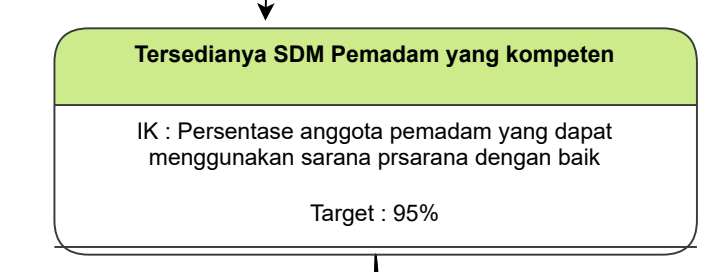 Tersedianya SDM Pemadam yang kompeten
IK : Persentase anggota pemadam yang dapat
menggunakan sarana prsarana dengan baik
Target : 95%